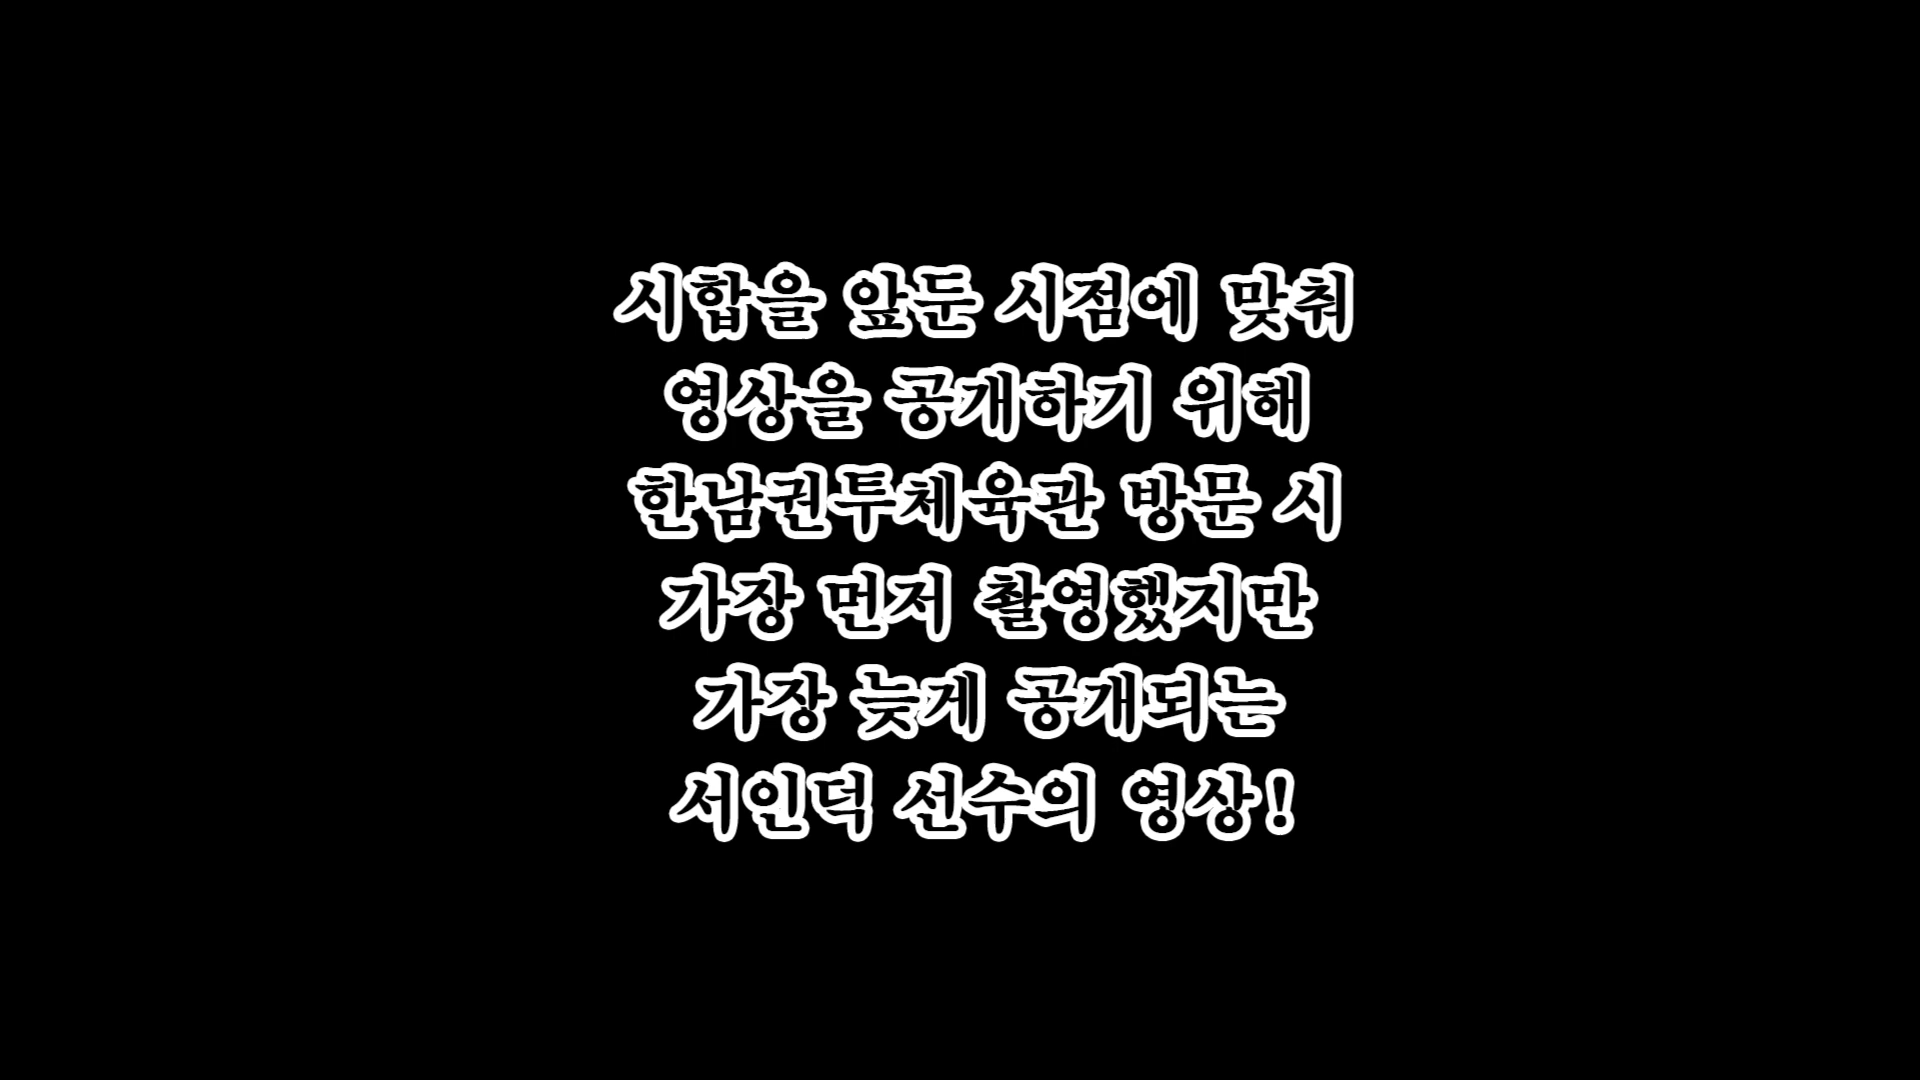 시합을 앞둔 시점에 맞춰
영상을 공개하기 위해
한남권투체육관 방문 시
가장 먼저 촬영했지만
가장 늦게 공개되는
서인덕 선수의 영상!